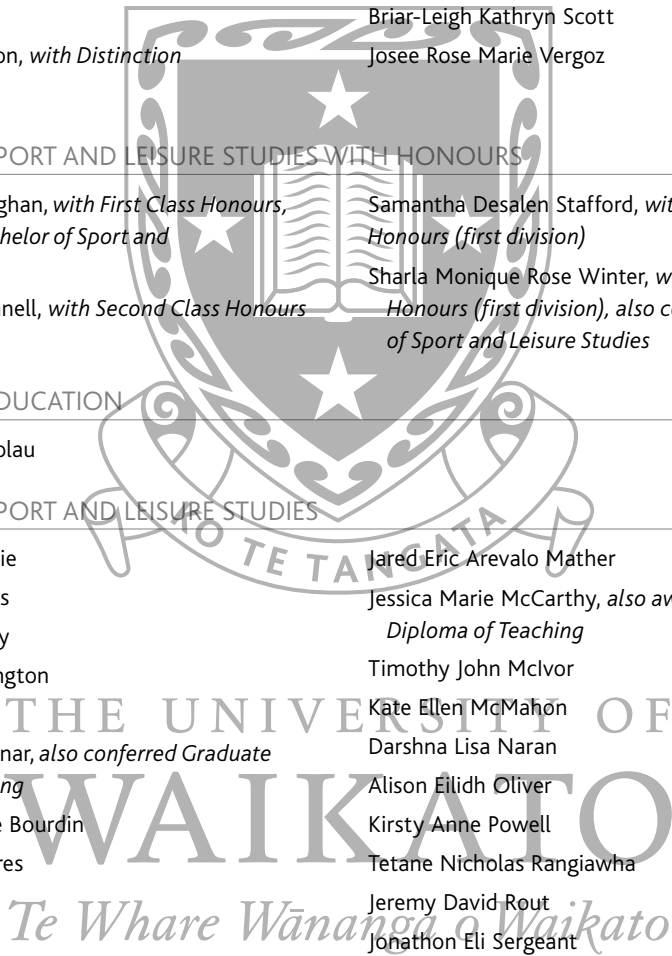 Briar-Leigh Kathryn Scott
on, with Distinction
Josee Rose Marie Vergoz
PORT AND LEISURE STUDIES WITH HONOURS
ghan, with First Class Honours,
helor of Sport and
nell, with Second Class Honours
Samantha Desalen Stafford, wit
Honours (first division)
Sharla Monique Rose Winter, w
Honours (first division), also c
of Sport and Leisure Studies
DUCATION
olau
PORT AND LEISURE STUDIES
ie
s
y
ngton
nar, also conferred Graduate
ng
e Bourdin
res
Jared Eric Arevalo Mather
Jessica Marie McCarthy, also aw
Diploma of Teaching
Timothy John McIvor
Kate Ellen McMahon
Darshna Lisa Naran
Alison Eilidh Oliver
Kirsty Anne Powell
Tetane Nicholas Rangiawha
Jeremy David Rout
Jonathon Eli Sergeant
KO TE TANGATA
THE UNIVERSITY OF
WAIKATO
Te Whare Wānanga o Waikato